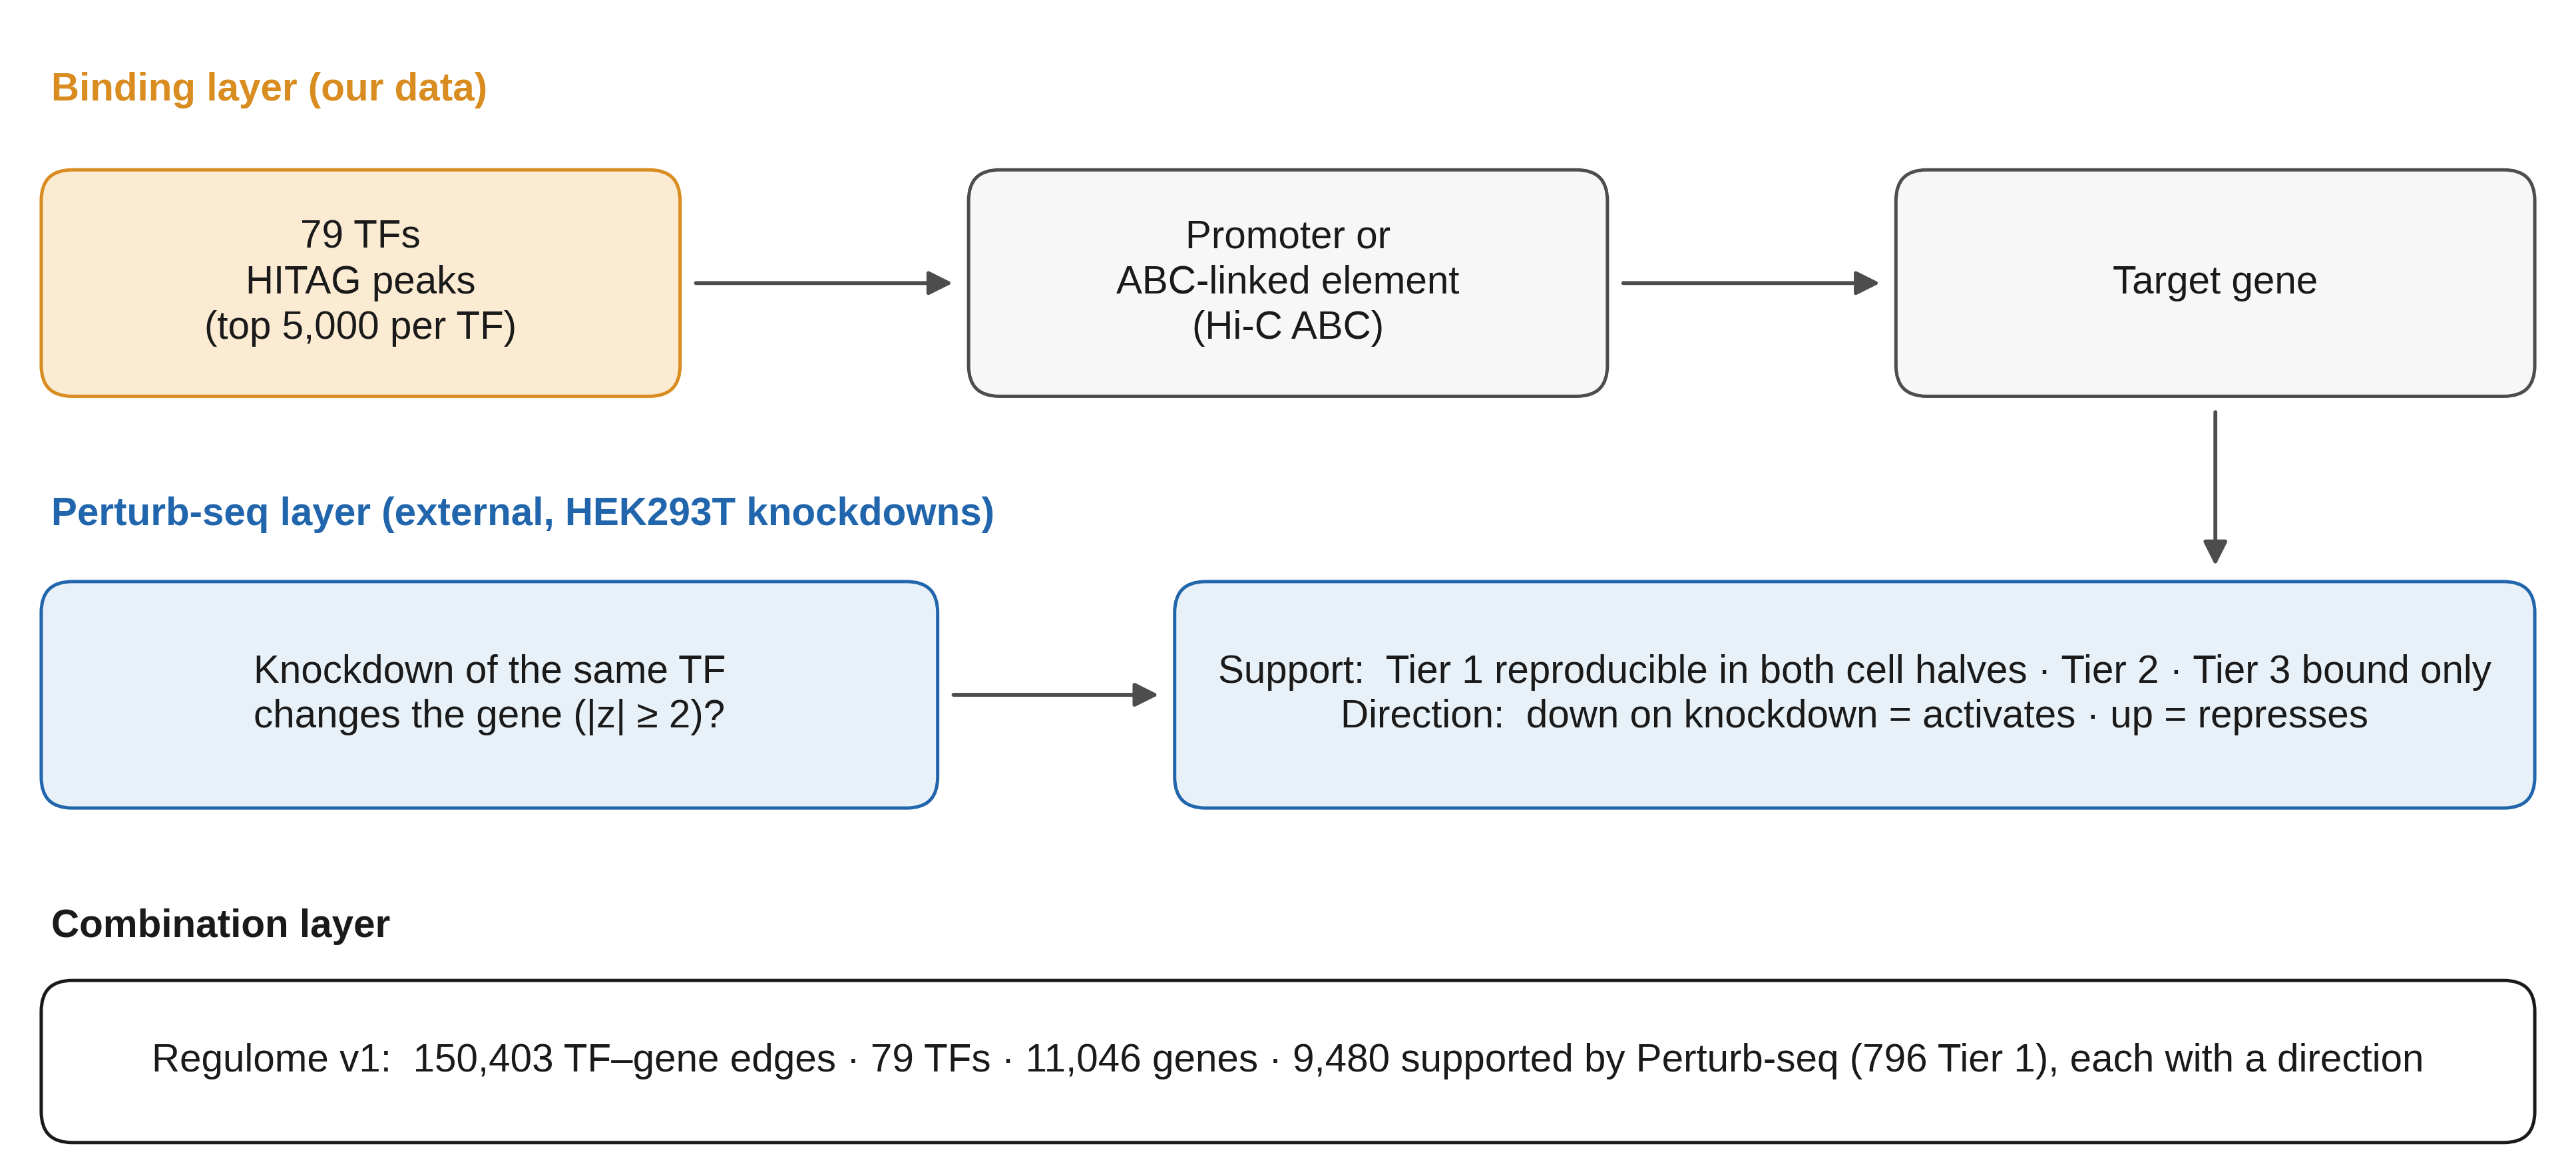 Binding layer (our data)
79 TFs
HITAG peaks
(top 5,000 per TF)
Promoter or
ABC-linked element
(Hi-C ABC)
Target gene
Perturb-seq layer (external, HEK293T knockdowns)
Knockdown of the same TF
changes the gene (|z| ≥ 2)?
Support:  Tier 1 reproducible in both cell halves · Tier 2 · Tier 3 bound only
Direction:  down on knockdown = activates · up = represses
Combination layer
Regulome v1:  150,403 TF–gene edges · 79 TFs · 11,046 genes · 9,480 supported by Perturb-seq (796 Tier 1), each with a direction